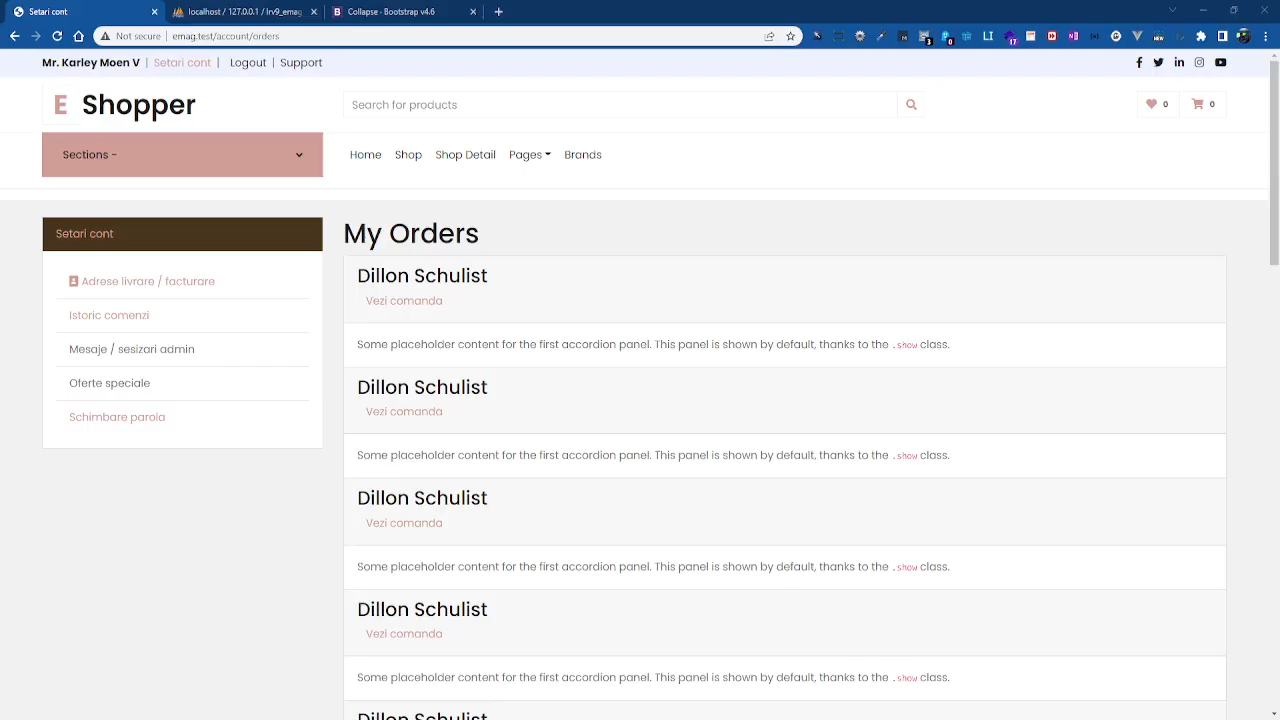 Setari cont
localhost / 127.0.0.1 / lrv9_emag
Collapse · Bootstrap v4.6
Not secure
emag.test/account/orders
Mr. Karley Moen V | Setari cont | Logout | Support
E Shopper
Search for products
0
0
Sections -
Home
Shop
Shop Detail
Pages
Brands
Setari cont
Adrese livrare / facturare
Istoric comenzi
Mesaje / sesizari admin
Oferte speciale
Schimbare parola
My Orders
Dillon Schulist
Vezi comanda
Some placeholder content for the first accordion panel. This panel is shown by default, thanks to the .show class.
Dillon Schulist
Vezi comanda
Some placeholder content for the first accordion panel. This panel is shown by default, thanks to the .show class.
Dillon Schulist
Vezi comanda
Some placeholder content for the first accordion panel. This panel is shown by default, thanks to the .show class.
Dillon Schulist
Vezi comanda
Some placeholder content for the first accordion panel. This panel is shown by default, thanks to the .show class.
Dillon Schulist